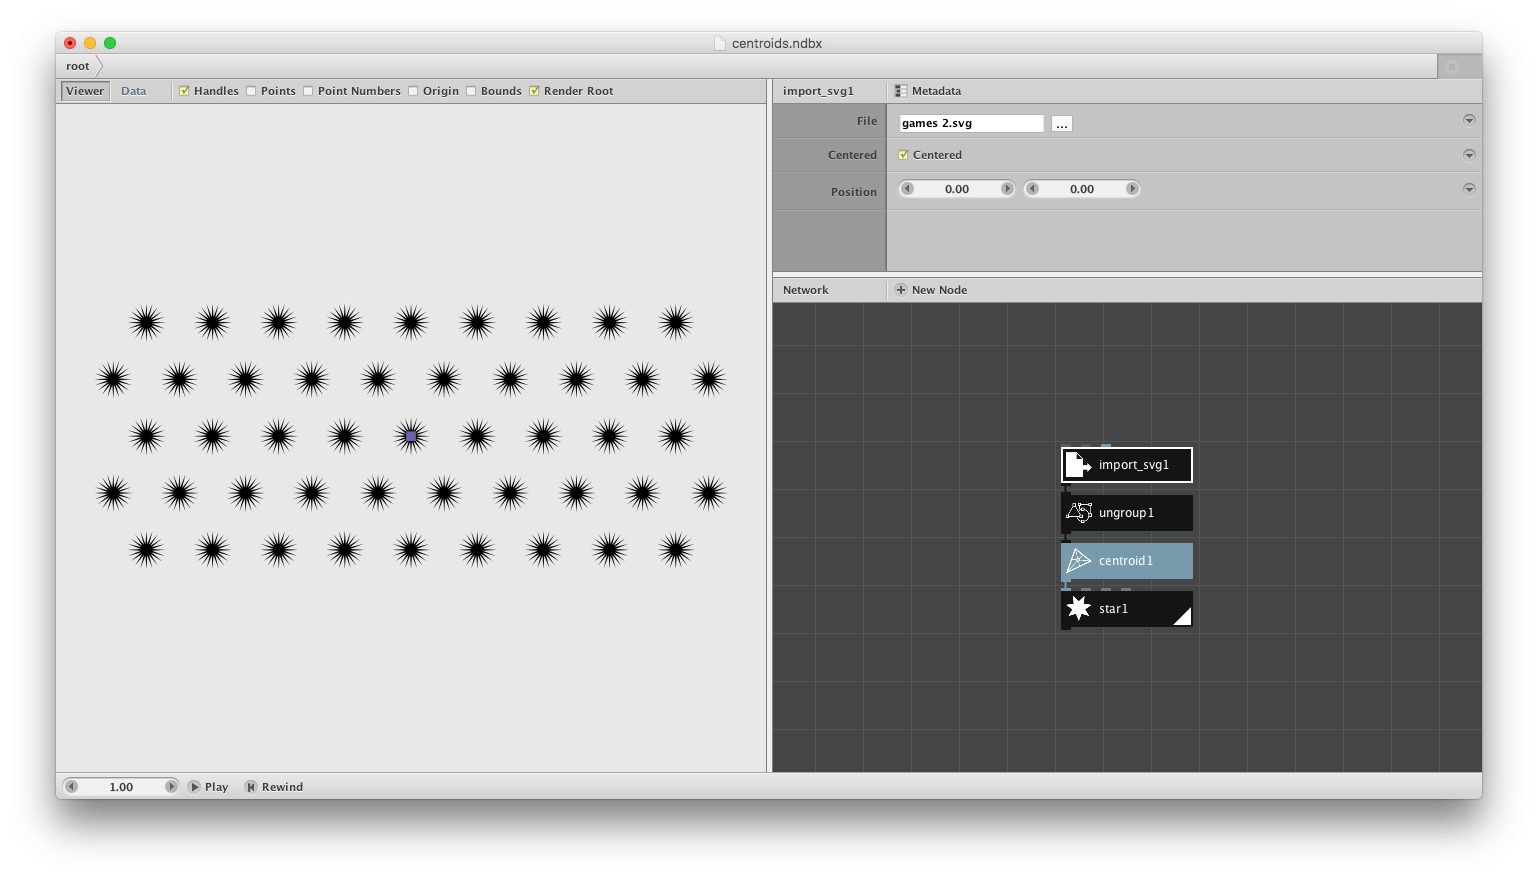 centroids.ndbx
root
Viewer Data Handles Points Point Numbers Origin Bounds Render Root
import_svg1 Metadata
File games 2.svg ...
Centered Centered
Position 0.00 0.00
Network New Node
import_svg1
ungroup1
centroid1
star1
1.00 Play Rewind